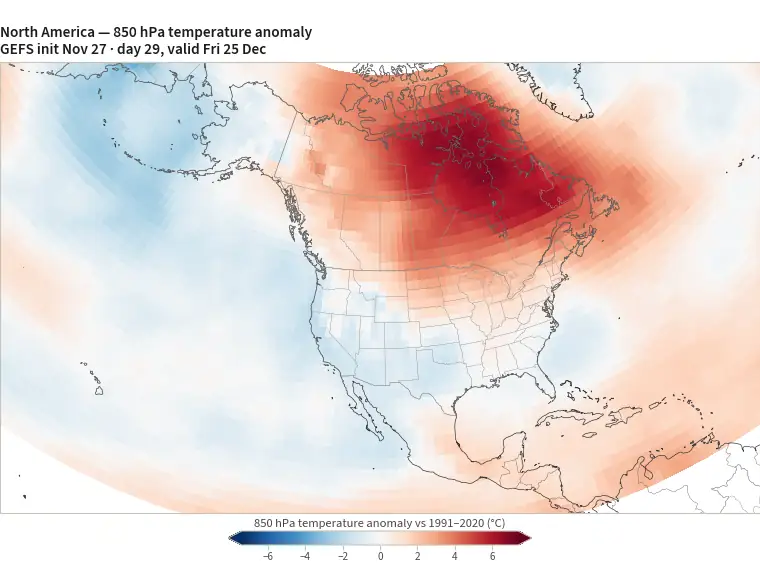 North America — 850 hPa temperature anomaly
GEFS init Nov 27 · day 29, valid Fri 25 Dec
850 hPa temperature anomaly vs 1991–2020 (°C)
−6 −4 −2 0 2 4 6